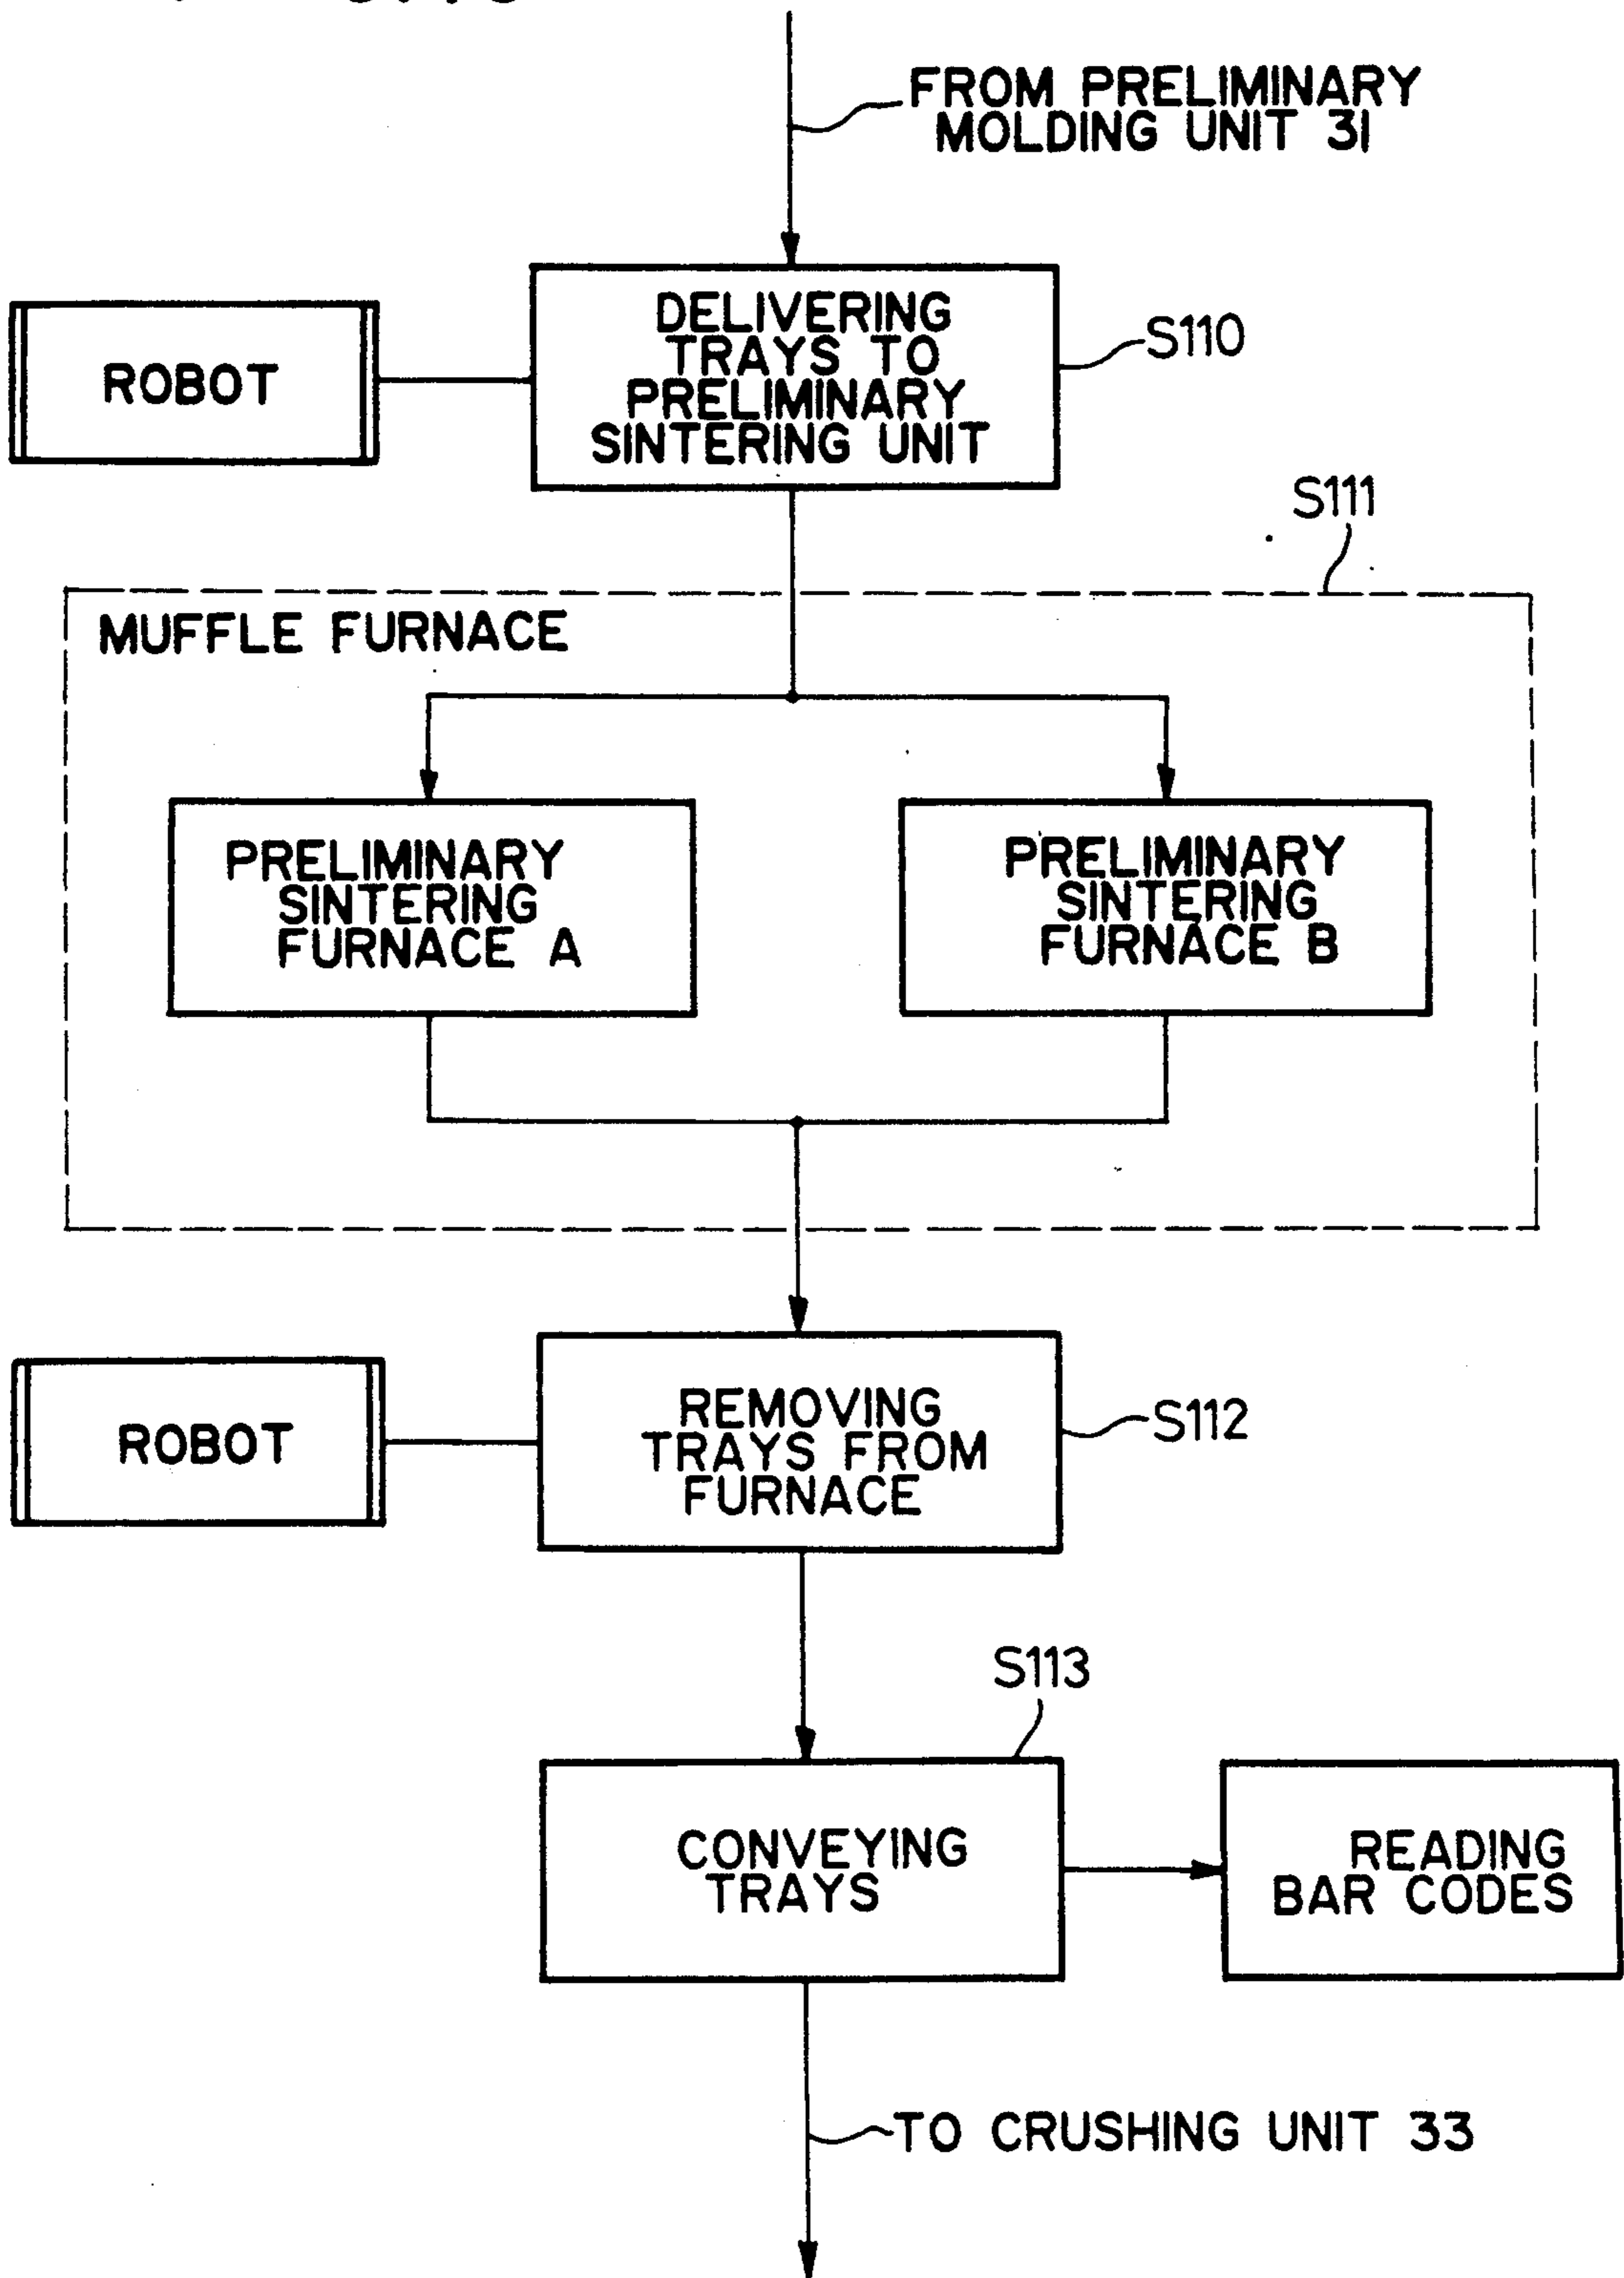 FROM PRELIMINARY
MOLDING UNIT 31
ROBOT
DELIVERING
TRAYS TO
PRELIMINARY
SINTERING UNIT
S110
S111
MUFFLE FURNACE
PRELIMINARY
SINTERING
FURNACE A
PRELIMINARY
SINTERING
FURNACE B
ROBOT
REMOVING
TRAYS FROM
FURNACE
S112
S113
CONVEYING
TRAYS
READING
BAR CODES
TO CRUSHING UNIT 33